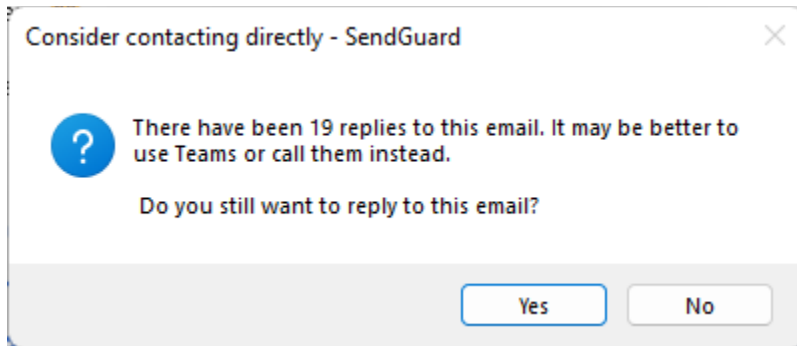 Consider contacting directly - SendGuard
?
There have been 19 replies to this email. It may be better to
use Teams or call them instead.
Do you still want to reply to this email?
Yes
No